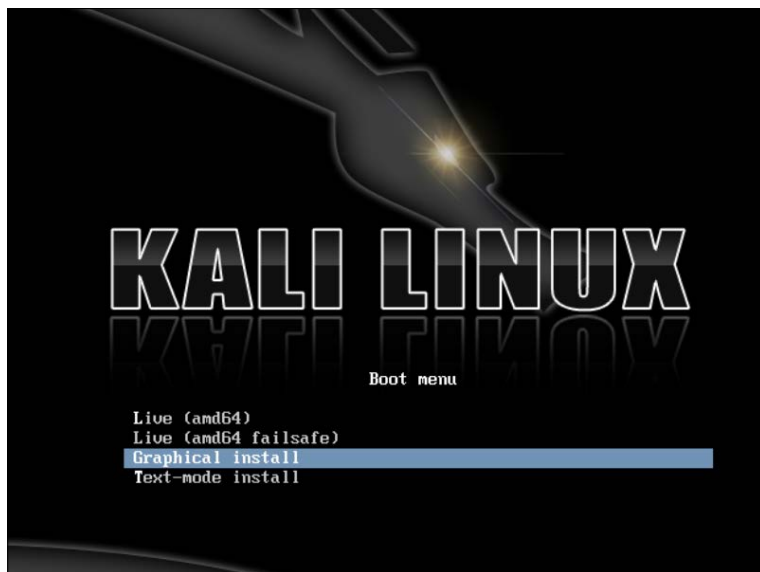 KALI LINUX
Boot menu
Live (amd64)
Live (amd64 failsafe)
Graphical install
Text-mode install